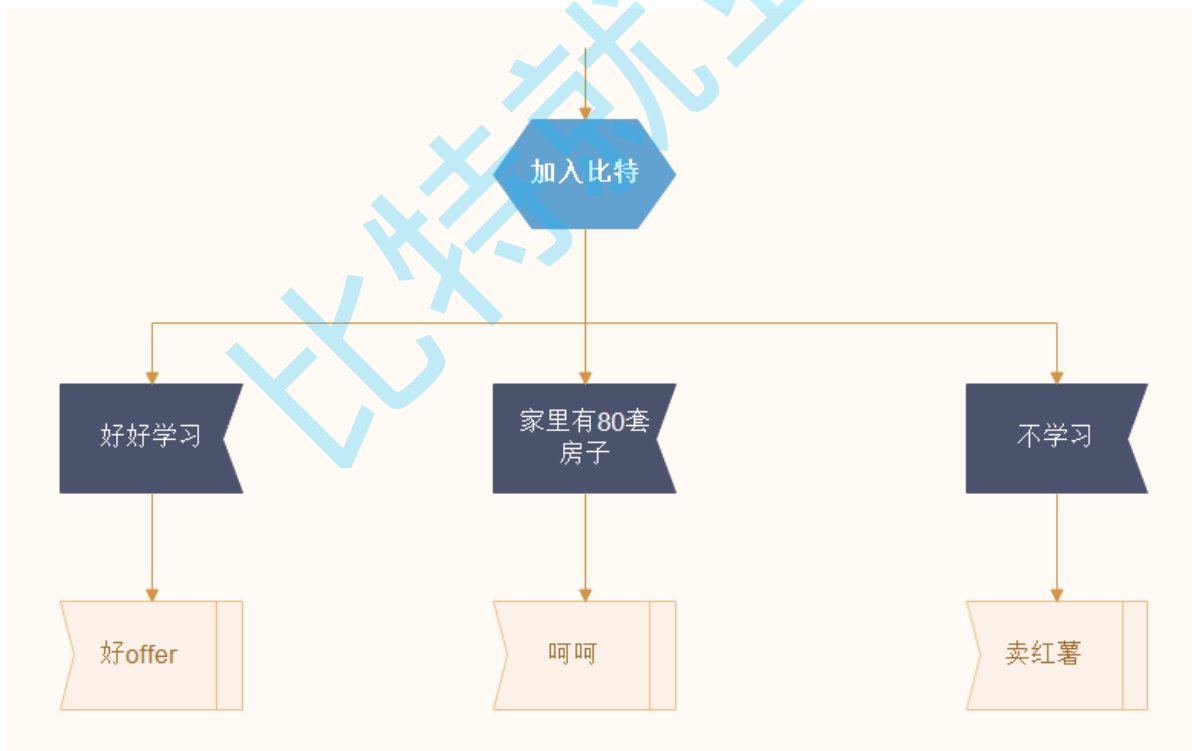 加入比特
好好学习
家里有80套
房子
不学习
好offer
呵呵
卖红薯
比特就业